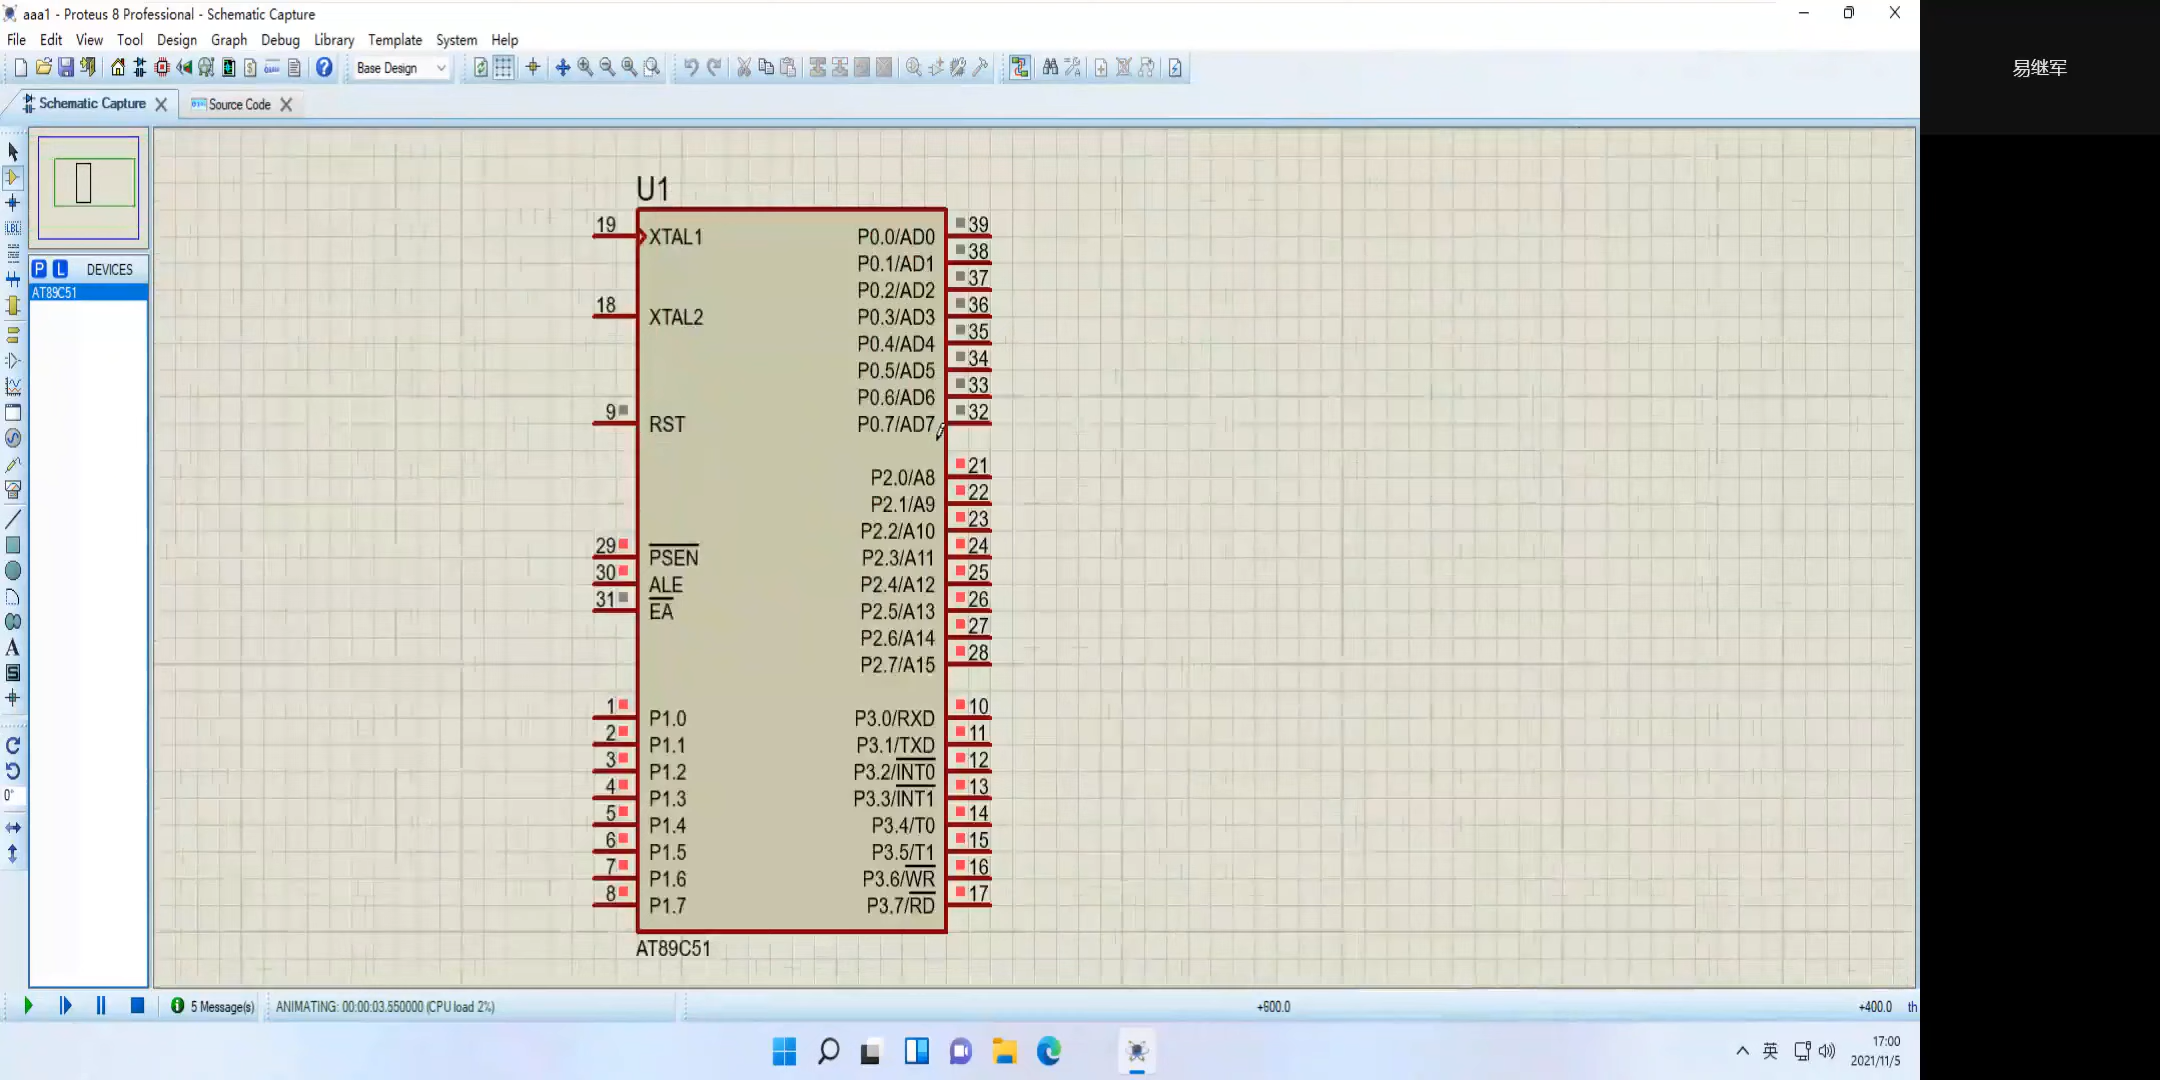 aaa1 - Proteus 8 Professional - Schematic Capture
File Edit View Tool Design Graph Debug Library Template System Help
Base Design
易继军
Schematic Capture
Source Code
P L DEVICES
AT89C51
LBL
A
S
0°
U1
19 XTAL1
18 XTAL2
9 RST
29 PSEN
30 ALE
31 EA
1 P1.0
2 P1.1
3 P1.2
4 P1.3
5 P1.4
6 P1.5
7 P1.6
8 P1.7
P0.0/AD0 39
P0.1/AD1 38
P0.2/AD2 37
P0.3/AD3 36
P0.4/AD4 35
P0.5/AD5 34
P0.6/AD6 33
P0.7/AD7 32
P2.0/A8 21
P2.1/A9 22
P2.2/A10 23
P2.3/A11 24
P2.4/A12 25
P2.5/A13 26
P2.6/A14 27
P2.7/A15 28
P3.0/RXD 10
P3.1/TXD 11
P3.2/INT0 12
P3.3/INT1 13
P3.4/T0 14
P3.5/T1 15
P3.6/WR 16
P3.7/RD 17
AT89C51
5 Message(s)
ANIMATING: 00:00:03.550000 (CPU load 2%)
+600.0
+400.0
th
英
17:00
2021/11/5